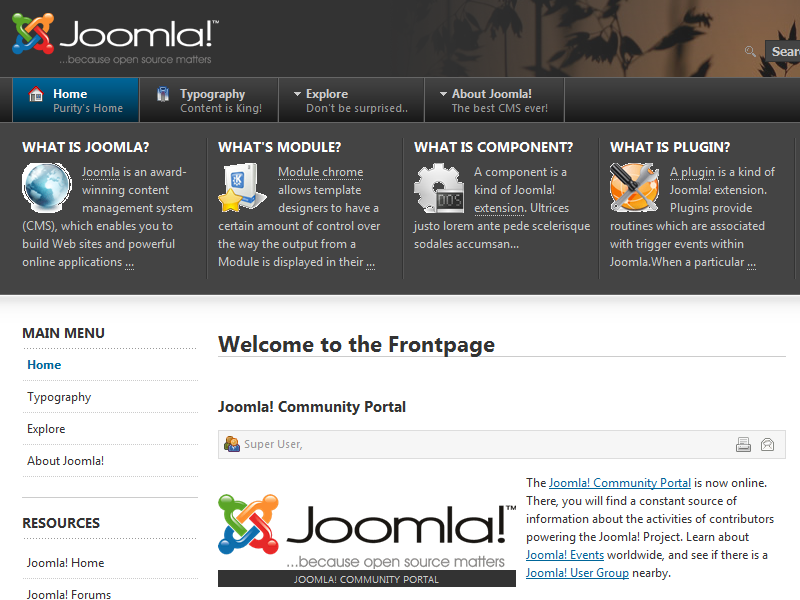 Joomla!™
...because open source matters
Sear
Home
Purity's Home
Typography
Content is King!
Explore
Don't be surprised..
About Joomla!
The best CMS ever!
WHAT IS JOOMLA?
Joomla is an award-
winning content
management system
(CMS), which enables you to
build Web sites and powerful
online applications ...
WHAT'S MODULE?
Module chrome
allows template
designers to have a
certain amount of control over
the way the output from a
Module is displayed in their ...
WHAT IS COMPONENT?
A component is a
kind of Joomla!
extension. Ultrices
justo lorem ante pede scelerisque
sodales accumsan...
DOS
WHAT IS PLUGIN?
A plugin is a kind of
Joomla! extension.
Plugins provide
routines which are associated
with trigger events within
Joomla.When a particular ...
MAIN MENU
Home
Typography
Explore
About Joomla!
RESOURCES
Joomla! Home
Joomla! Forums
Welcome to the Frontpage
Joomla! Community Portal
Super User,
Joomla!™
...because open source matters
JOOMLA! COMMUNITY PORTAL
The Joomla! Community Portal is now online.
There, you will find a constant source of
information about the activities of contributors
powering the Joomla! Project. Learn about
Joomla! Events worldwide, and see if there is a
Joomla! User Group nearby.